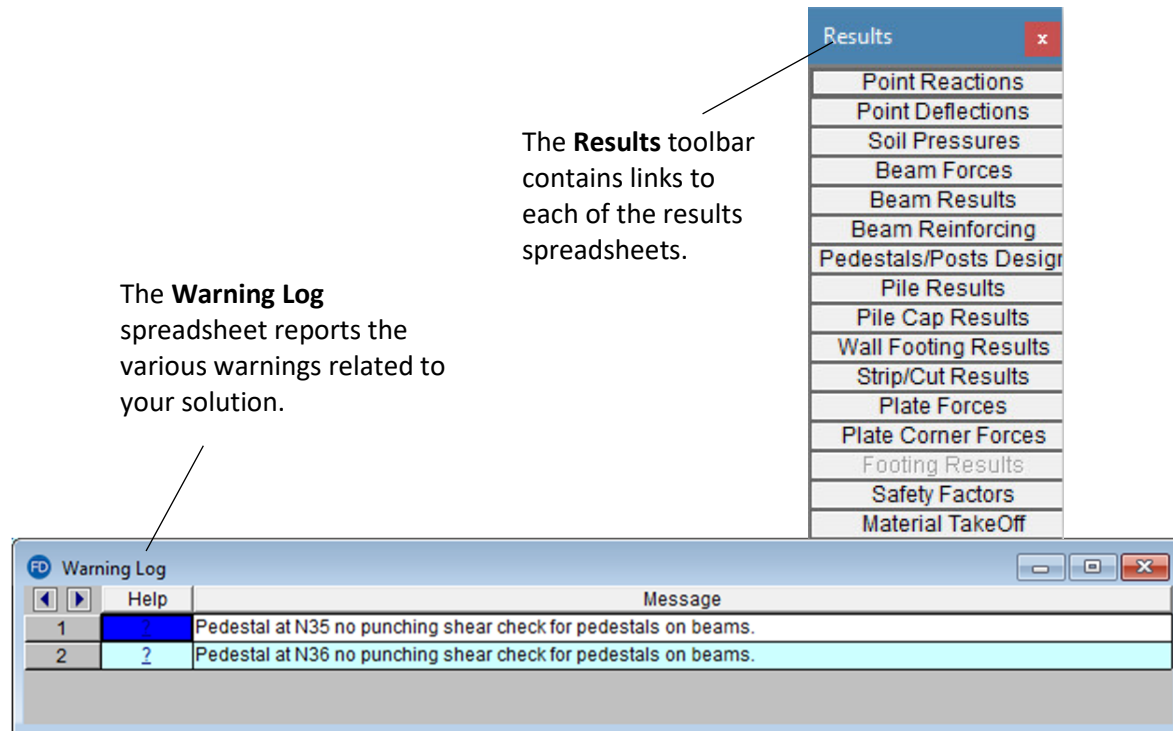 Results
x
Point Reactions
Point Deflections
Soil Pressures
Beam Forces
Beam Results
Beam Reinforcing
Pedestals/Posts Desigr
Pile Results
Pile Cap Results
Wall Footing Results
Strip/Cut Results
Plate Forces
Plate Corner Forces
Footing Results
Safety Factors
Material TakeOff
The Results toolbar
contains links to
each of the results
spreadsheets.
The Warning Log
spreadsheet reports the
various warnings related to
your solution.
FD Warning Log
Help Message
1 ? Pedestal at N35 no punching shear check for pedestals on beams.
2 ? Pedestal at N36 no punching shear check for pedestals on beams.